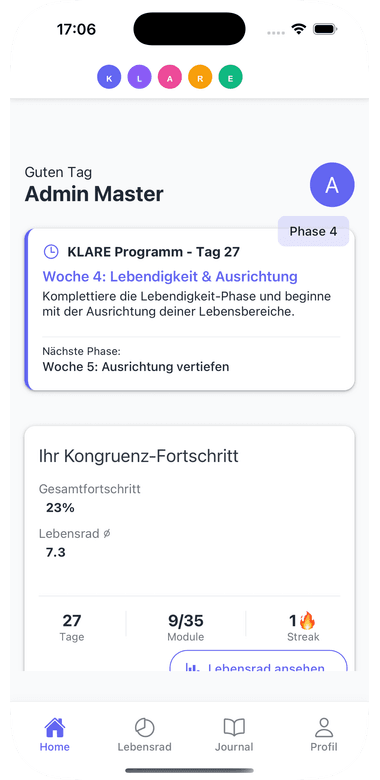 17:06
K L A R E
Guten Tag
Admin Master
A
Phase 4
KLARE Programm - Tag 27
Woche 4: Lebendigkeit & Ausrichtung
Komplettiere die Lebendigkeit-Phase und beginne
mit der Ausrichtung deiner Lebensbereiche.
Nächste Phase:
Woche 5: Ausrichtung vertiefen
Ihr Kongruenz-Fortschritt
Gesamtfortschritt
23%
Lebensrad ⌀
7.3
27 9/35 1🔥
Tage Module Streak
Lebensrad ansehen
Home Lebensrad Journal Profil